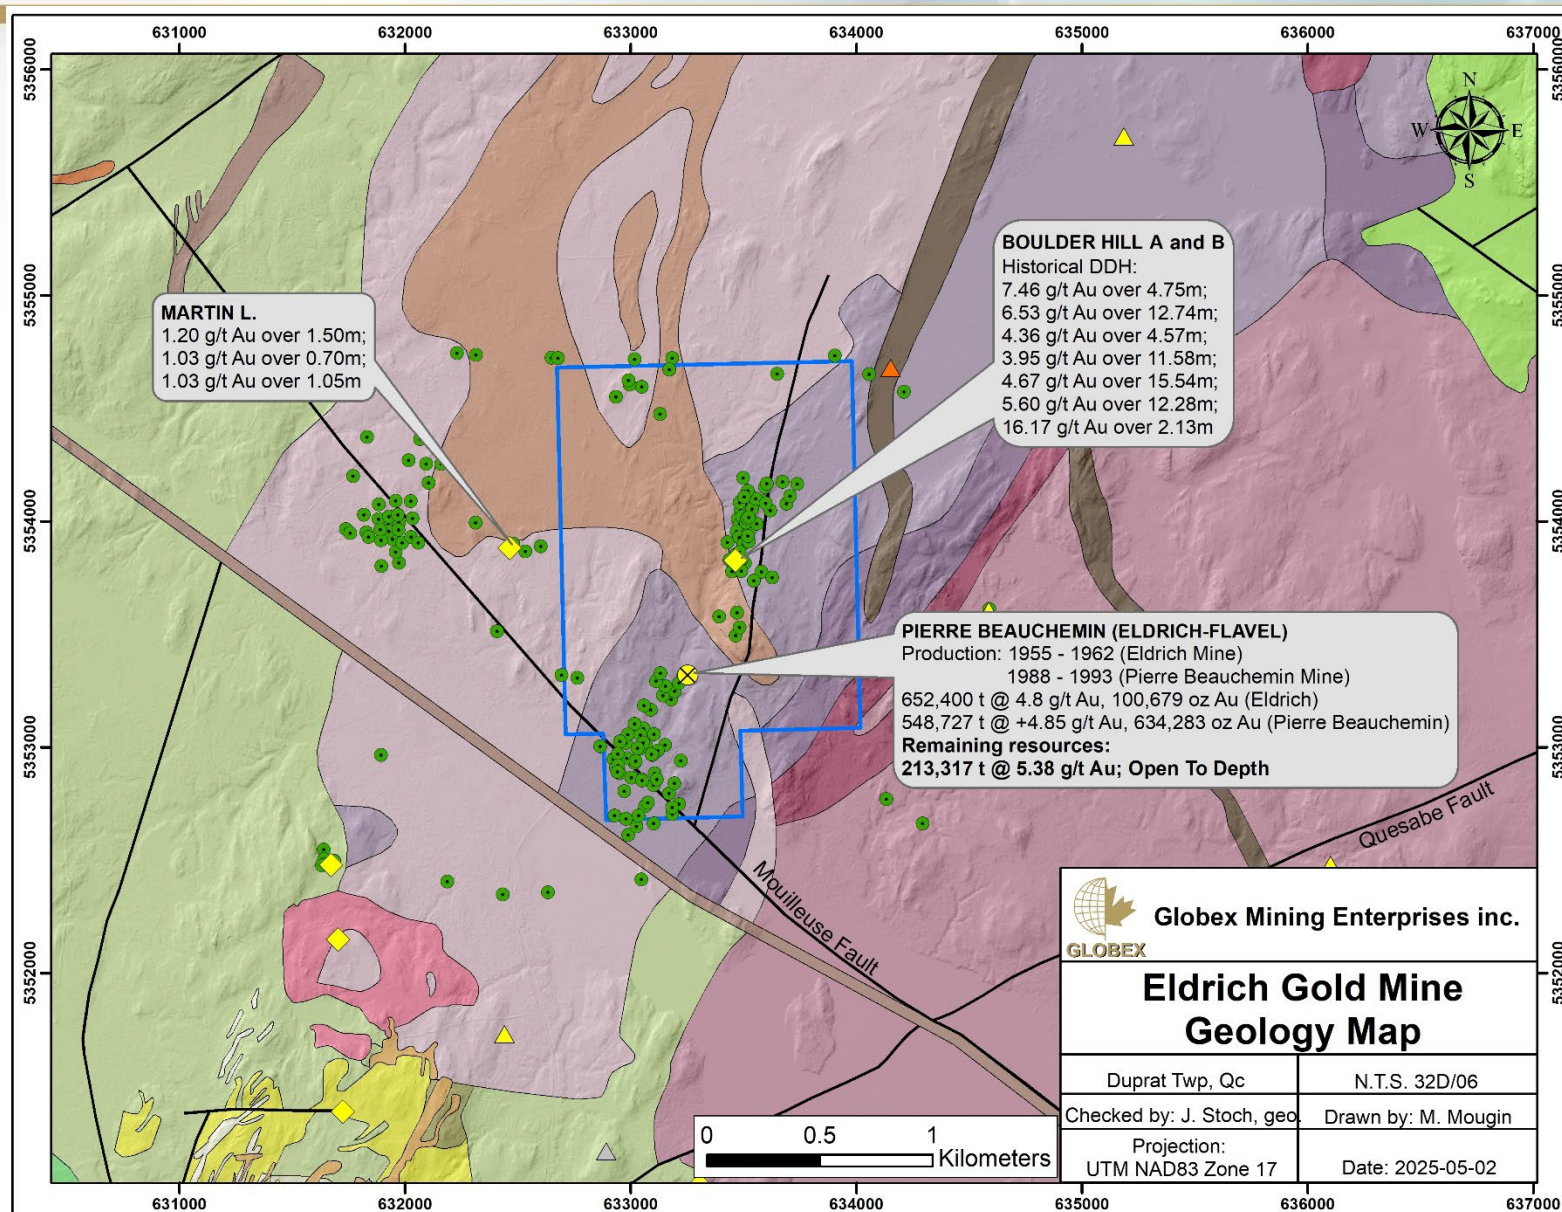 631000 632000 633000 634000 635000 636000 637000
5356000 5356000
N
W E
S
BOULDER HILL A and B
Historical DDH:
7.46 g/t Au over 4.75m;
6.53 g/t Au over 12.74m;
4.36 g/t Au over 4.57m;
3.95 g/t Au over 11.58m;
4.67 g/t Au over 15.54m;
5.60 g/t Au over 12.28m;
16.17 g/t Au over 2.13m
5355000 5355000
MARTIN L.
1.20 g/t Au over 1.50m;
1.03 g/t Au over 0.70m;
1.03 g/t Au over 1.05m
5354000 5354000
PIERRE BEAUCHEMIN (ELDRICH-FLAVEL)
Production: 1955 - 1962 (Eldrich Mine)
1988 - 1993 (Pierre Beauchemin Mine)
652,400 t @ 4.8 g/t Au, 100,679 oz Au (Eldrich)
548,727 t @ +4.85 g/t Au, 634,283 oz Au (Pierre Beauchemin)
Remaining resources:
213,317 t @ 5.38 g/t Au; Open To Depth
5353000 5353000
Quesabe Fault
Mouilleuse Fault
GLOBEX
Globex Mining Enterprises inc.
5352000 5352000
Eldrich Gold Mine
Geology Map
Duprat Twp, Qc
N.T.S. 32D/06
Checked by: J. Stoch, geo.
Drawn by: M. Mougin
Projection:
UTM NAD83 Zone 17
Date: 2025-05-02
0 0.5 1
Kilometers
631000 632000 633000 634000 635000 636000 637000